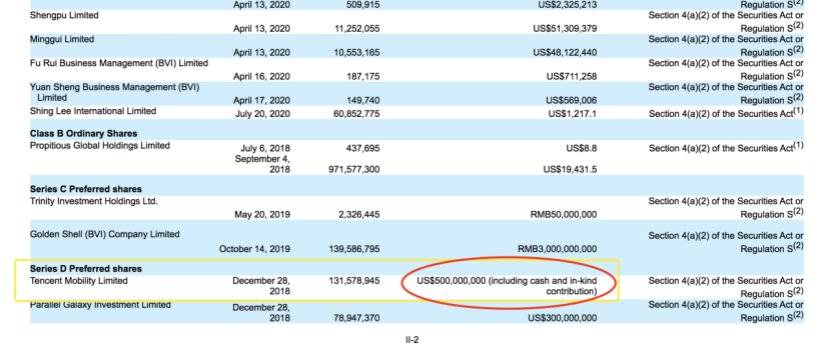 April 13, 2020 509,915 US$2,325,213 Regulation S(2)
Shengpu Limited Section 4(a)(2) of the Securities Act or
April 13, 2020 11,252,055 US$51,309,379 Regulation S(2)
Minggui Limited Section 4(a)(2) of the Securities Act or
April 13, 2020 10,553,165 US$48,122,440 Regulation S(2)
Fu Rui Business Management (BVI) Limited Section 4(a)(2) of the Securities Act or
April 16, 2020 187,175 US$711,258 Regulation S(2)
Yuan Sheng Business Management (BVI) Section 4(a)(2) of the Securities Act or
Limited April 17, 2020 149,740 US$569,006 Regulation S(2)
Shing Lee International Limited July 20, 2020 60,852,775 US$1,217.1 Section 4(a)(2) of the Securities Act(1)
Class B Ordinary Shares
Propitious Global Holdings Limited July 6, 2018 437,695 US$8.8 Section 4(a)(2) of the Securities Act(1)
September 4,
2018 971,577,300 US$19,431.5
Series C Preferred shares
Trinity Investment Holdings Ltd. Section 4(a)(2) of the Securities Act or
May 20, 2019 2,326,445 RMB50,000,000 Regulation S(2)
Golden Shell (BVI) Company Limited Section 4(a)(2) of the Securities Act or
October 14, 2019 139,586,795 RMB3,000,000,000 Regulation S(2)
Series D Preferred shares
Tencent Mobility Limited December 28, 131,578,945 US$500,000,000 (including cash and in-kind Section 4(a)(2) of the Securities Act or
2018 contribution) Regulation S(2)
Parallel Galaxy Investment Limited December 28, Section 4(a)(2) of the Securities Act or
2018 78,947,370 US$300,000,000 Regulation S(2)
II-2